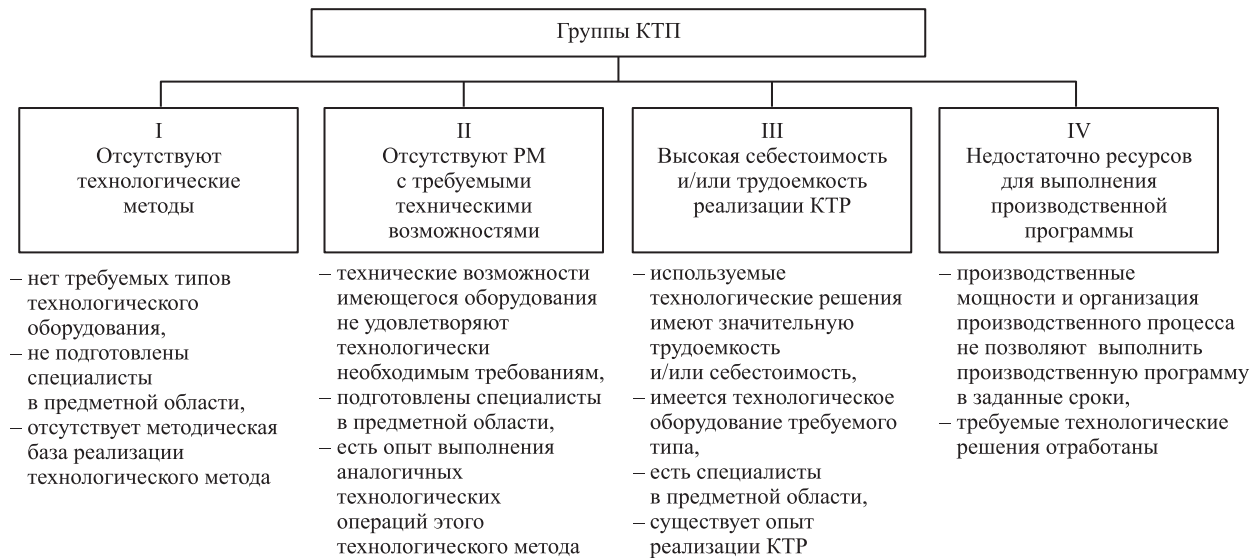 Группы КТП
I
Отсутствуют
технологические
методы
– нет требуемых типов
технологического
оборудования,
– не подготовлены
специалисты
в предметной области,
– отсутствует методическая
база реализации
технологического метода
II
Отсутствуют РМ
с требуемыми
техническими
возможностями
– технические возможности
имеющегося оборудования
не удовлетворяют
технологически
необходимым требованиям,
– подготовлены специалисты
в предметной области,
– есть опыт выполнения
аналогичных
технологических
операций этого
технологического метода
III
Высокая себестоимость
и/или трудоемкость
реализации КТР
– используемые
технологические решения
имеют значительную
трудоемкость
и/или себестоимость,
– имеется технологическое
оборудование требуемого
типа,
– есть специалисты
в предметной области,
– существует опыт
реализации КТР
IV
Недостаточно ресурсов
для выполнения
производственной
программы
– производственные
мощности и организация
производственного процесса
не позволяют выполнить
производственную программу
в заданные сроки,
– требуемые технологические
решения отработаны